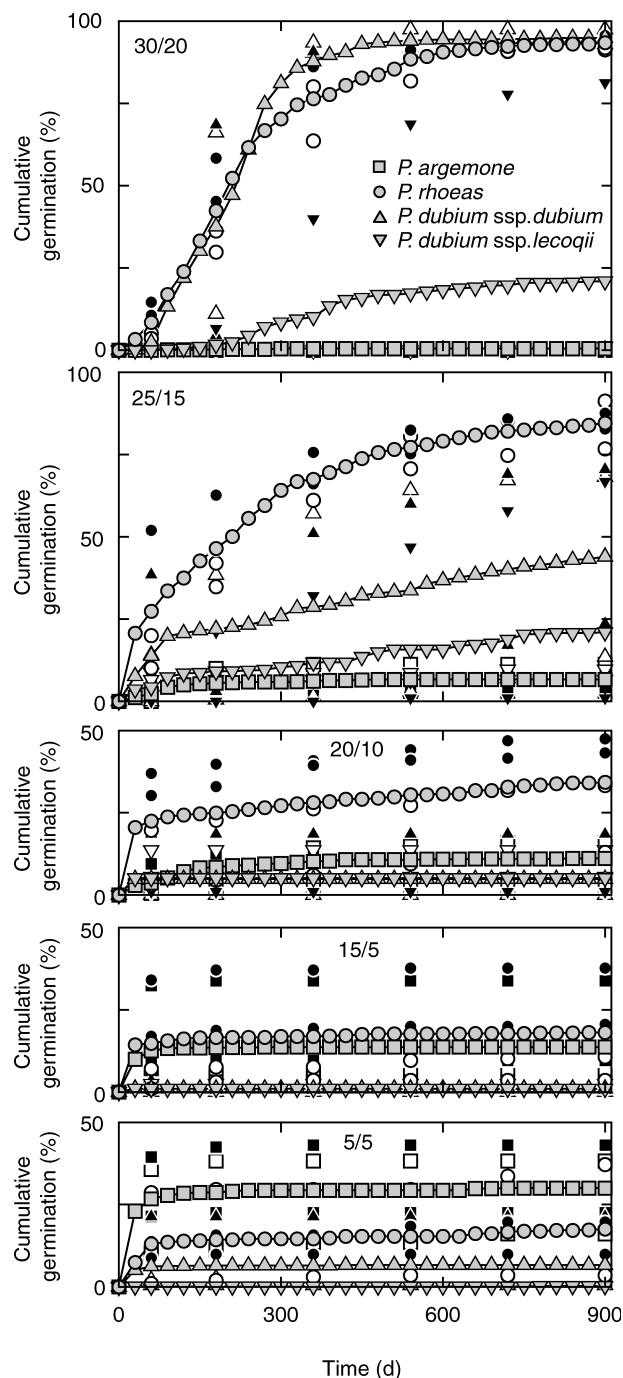 100
30/20
50
0
Cumulative
germination (%)
P. argemone
P. rhoeas
P. dubium ssp.dubium
P. dubium ssp.lecoqii
100
25/15
50
0
Cumulative
germination (%)
50
20/10
0
Cumulative
germination (%)
50
15/5
0
Cumulative
germination (%)
50
5/5
0
Cumulative
germination (%)
0 300 600 900
Time (d)